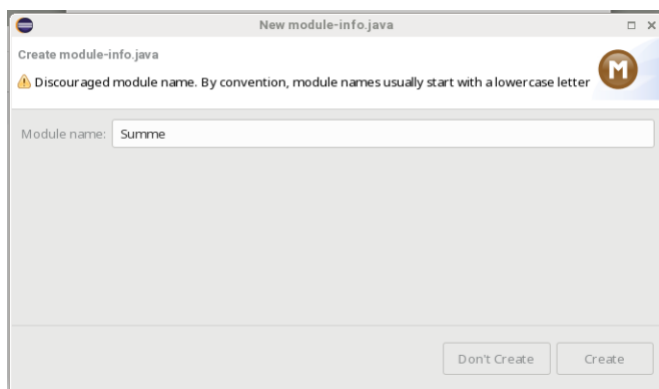 New module-info.java
Create module-info.java
Discouraged module name. By convention, module names usually start with a lowercase letter
M
Module name: Summe
Don't Create Create